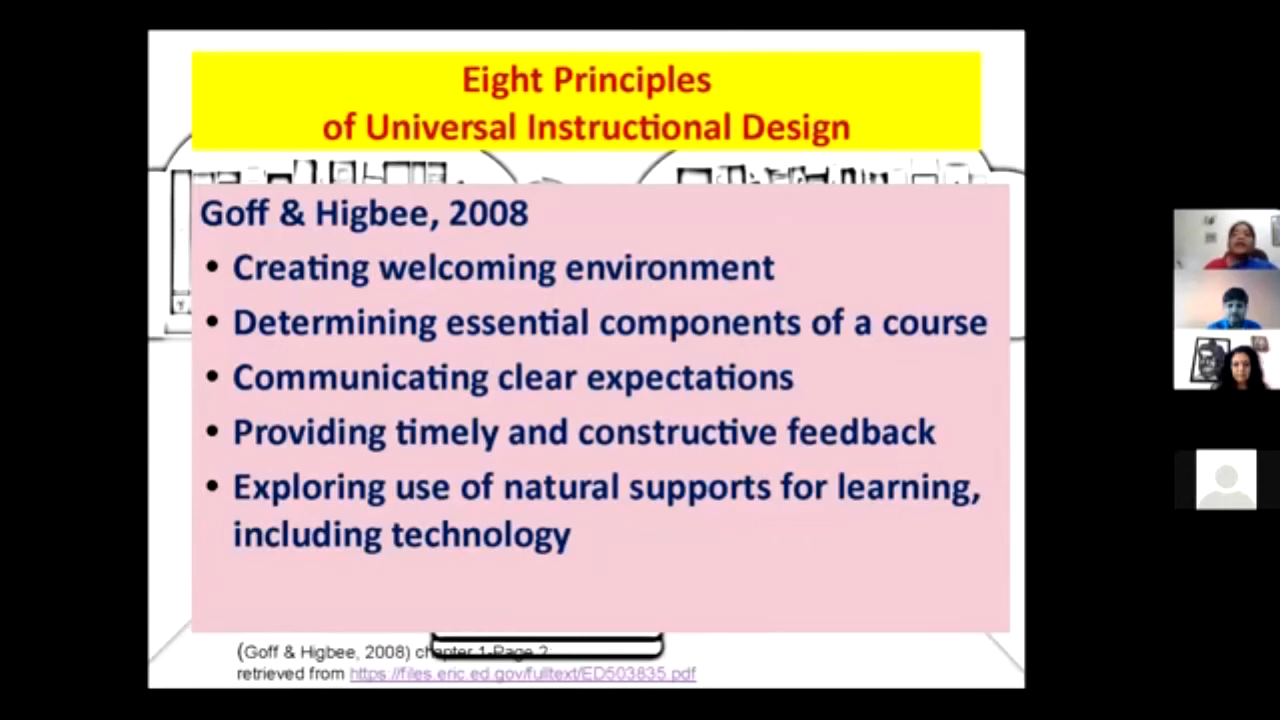 Eight Principles
of Universal Instructional Design
Goff & Higbee, 2008
• Creating welcoming environment
• Determining essential components of a course
• Communicating clear expectations
• Providing timely and constructive feedback
• Exploring use of natural supports for learning,
including technology
(Goff & Higbee, 2008) chapter 1-Page 2:
retrieved from https://files.eric.ed.gov/fulltext/ED503835.pdf